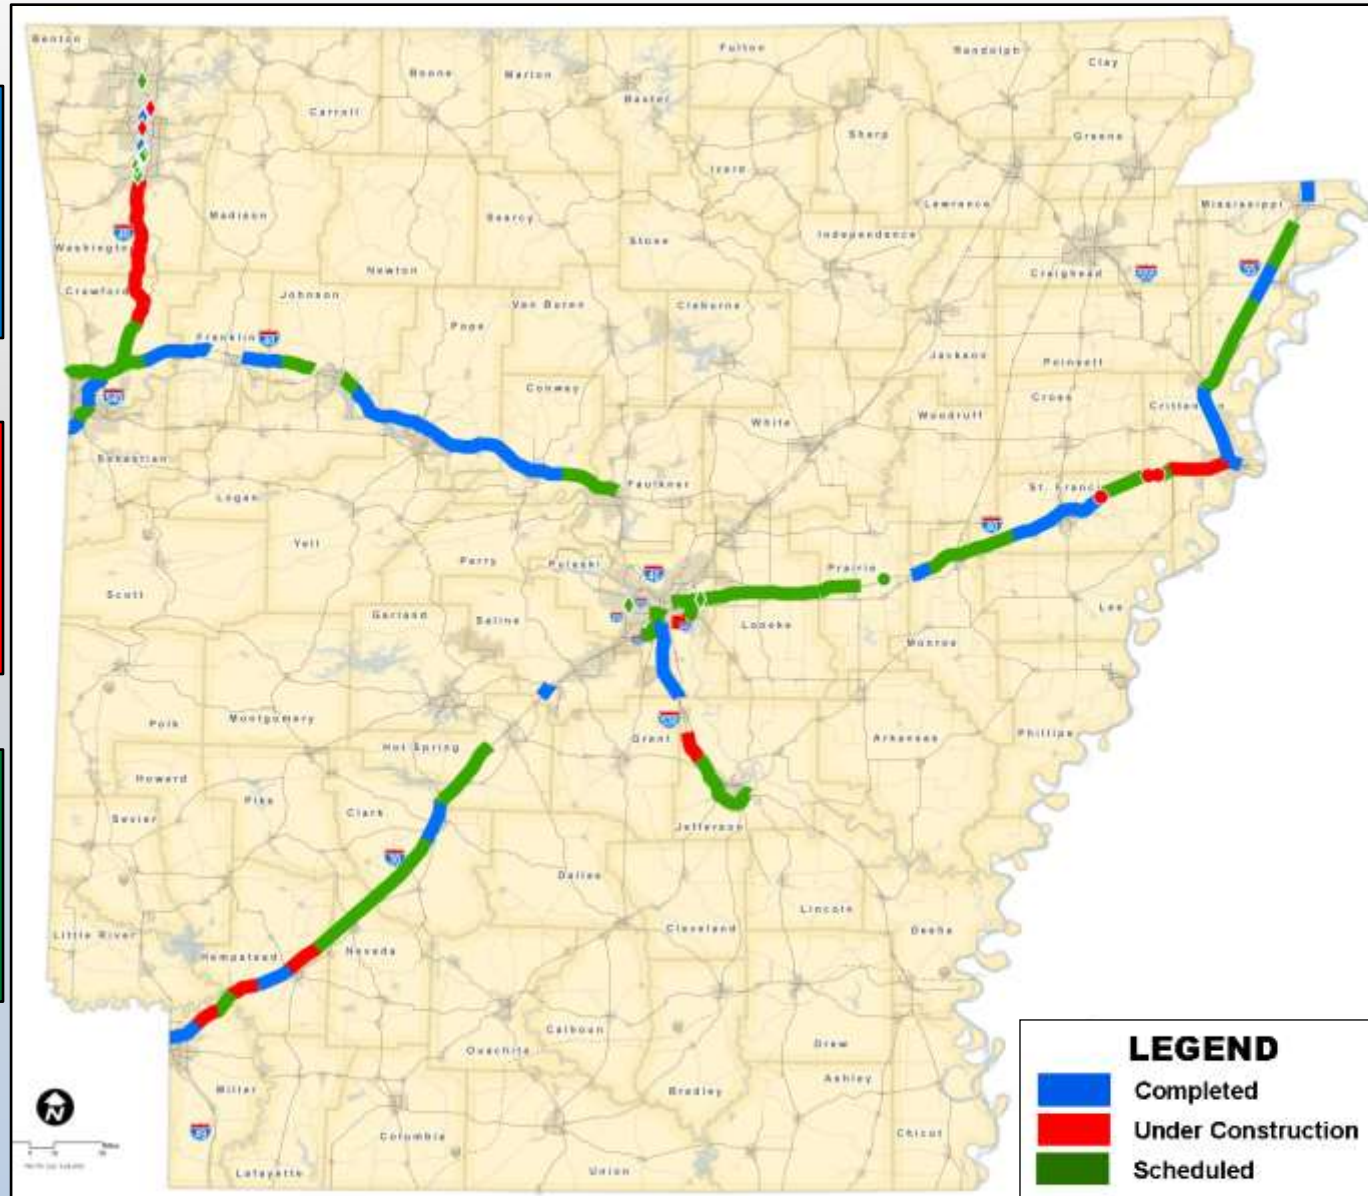 Benton
Boone
Marion
Baxter
Fulton
Randolph
Clay
Carroll
Sharp
Greene
Izard
Lawrence
Madison
Searcy
Stone
Independence
Mississippi
Washington
Newton
Craighead
Crawford
Johnson
Van Buren
Cleburne
Franklin
Pope
Jackson
Poinsett
Conway
White
Woodruff
Cross
Crittenden
Sebastian
Logan
Faulkner
St. Francis
40
Yell
Perry
Pulaski
Prairie
Scott
Garland
Saline
Lonoke
Monroe
Lee
Polk
Montgomery
Hot Spring
Grant
Arkansas
Phillips
Howard
Pike
Clark
Sevier
Jefferson
30
Dallas
Lincoln
Cleveland
Desha
Little River
Hempstead
Nevada
Calhoun
Ouachita
Drew
Bradley
Ashley
Miller
Columbia
Chicot
Lafayette
Union
N
LEGEND
Completed
Under Construction
Scheduled